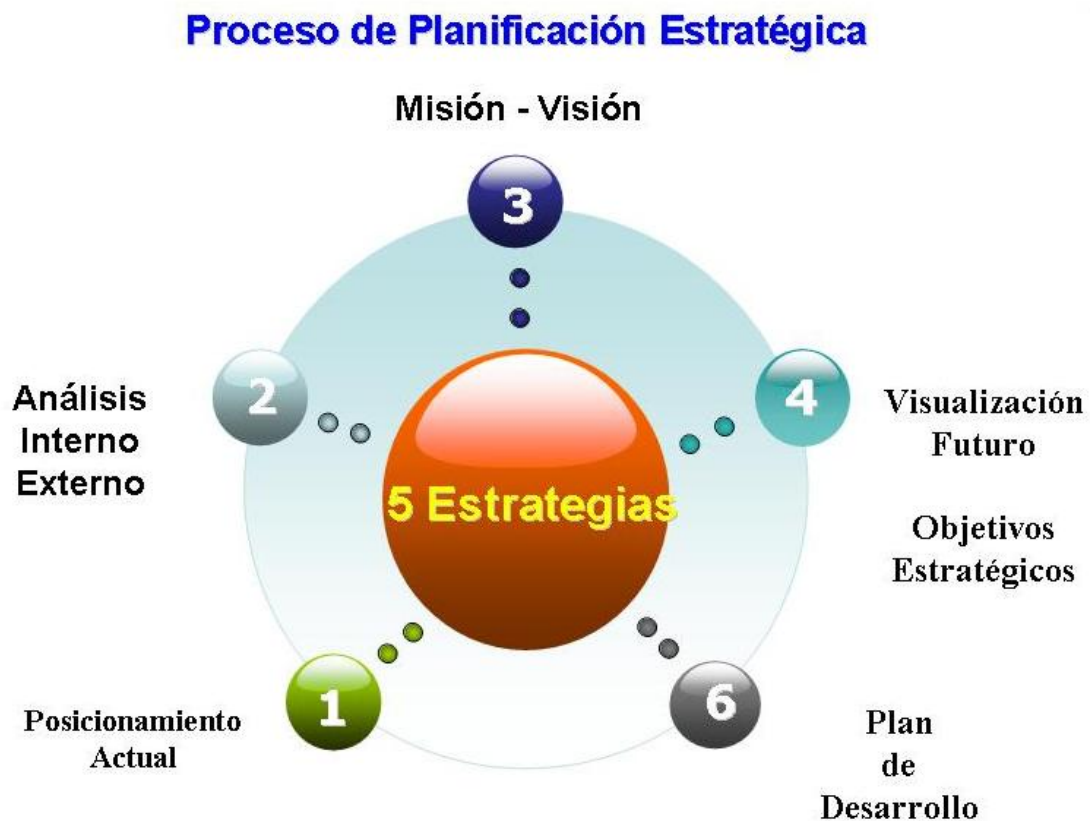 Proceso de Planificación Estratégica
Misión - Visión
3
2
Análisis
Interno
Externo
4
Visualización
Futuro
5 Estrategias
Objetivos
Estratégicos
1
Posicionamiento
Actual
6
Plan
de
Desarrollo